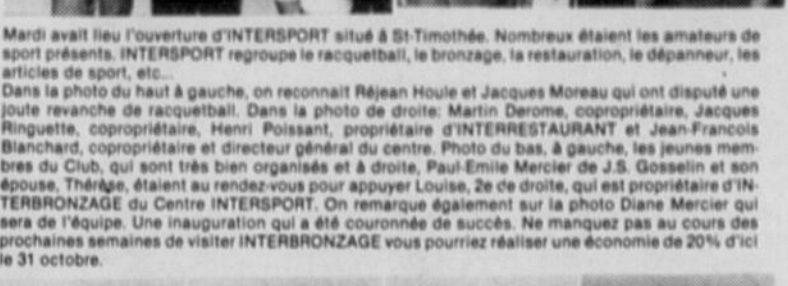 Mardi avait lieu l'ouverture d'INTERSPORT situé à St-Timothée. Nombreux étaient les amateurs de
sport présents. INTERSPORT regroupe le racquetball, le bronzage, la restauration, le dépanneur, les
articles de sport, etc...
Dans la photo du haut à gauche, on reconnait Réjean Houle et Jacques Moreau qui ont disputé une
joute revanche de racquetball. Dans la photo de droite: Martin Derome, copropriétaire, Jacques
Ringuette, copropriétaire, Henri Poissant, propriétaire d'INTERRESTAURANT et Jean-Francois
Blanchard, copropriétaire et directeur général du centre. Photo du bas, à gauche, les jeunes mem-
bres du Club, qui sont très bien organisés et à droite, Paul-Emile Mercier de J.S. Gosselin et son
épouse, Thérèse, étaient au rendez-vous pour appuyer Louise, 2e de droite, qui est propriétaire d'IN-
TERBRONZAGE du Centre INTERSPORT. On remarque également sur la photo Diane Mercier qui
sera de l'équipe. Une inauguration qui a été couronnée de succès. Ne manquez pas au cours des
prochaines semaines de visiter INTERBRONZAGE vous pourriez réaliser une économie de 20% d'ici
le 31 octobre.